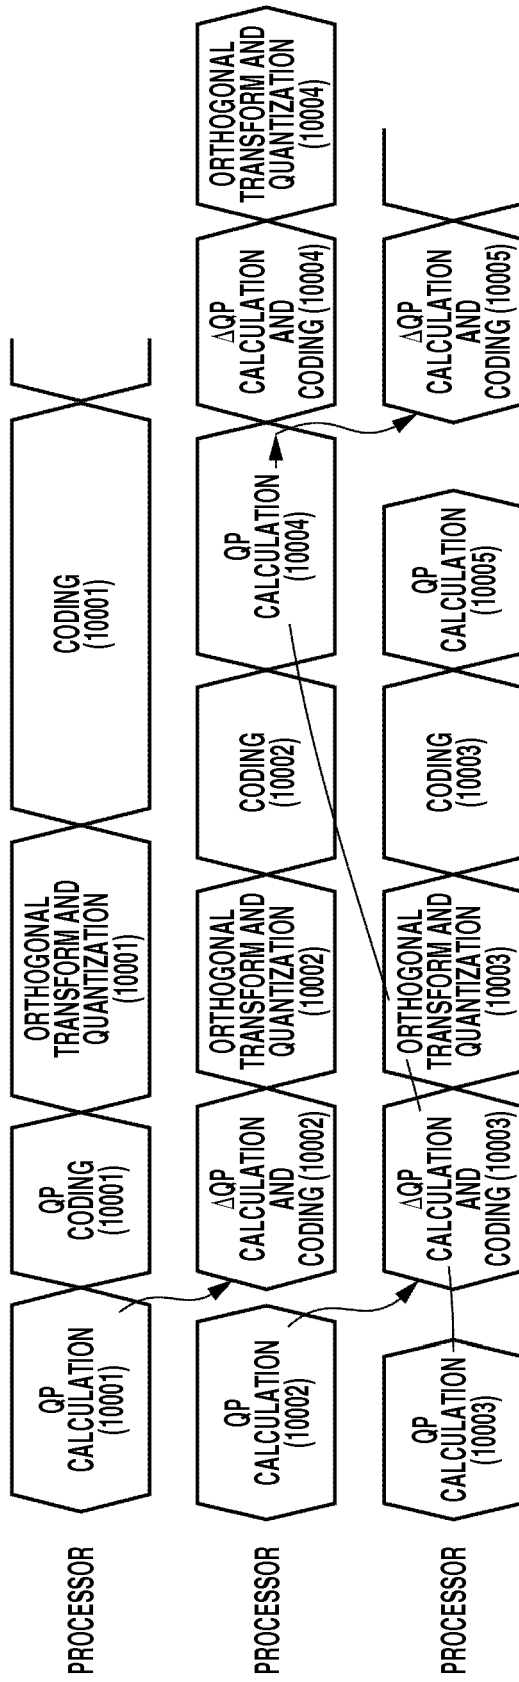 PROCESSOR
QP
CALCULATION
(10001)
QP
CODING
(10001)
ORTHOGONAL
TRANSFORM AND
QUANTIZATION
(10001)
CODING
(10001)
PROCESSOR
QP
CALCULATION
(10002)
ΔQP
CALCULATION
AND
CODING (10002)
ORTHOGONAL
TRANSFORM AND
QUANTIZATION
(10002)
CODING
(10002)
QP
CALCULATION
(10004)
ΔQP
CALCULATION
AND
CODING (10004)
ORTHOGONAL
TRANSFORM AND
QUANTIZATION
(10004)
PROCESSOR
QP
CALCULATION
(10003)
ΔQP
CALCULATION
AND
CODING (10003)
ORTHOGONAL
TRANSFORM AND
QUANTIZATION
(10003)
CODING
(10003)
QP
CALCULATION
(10005)
ΔQP
CALCULATION
AND
CODING (10005)